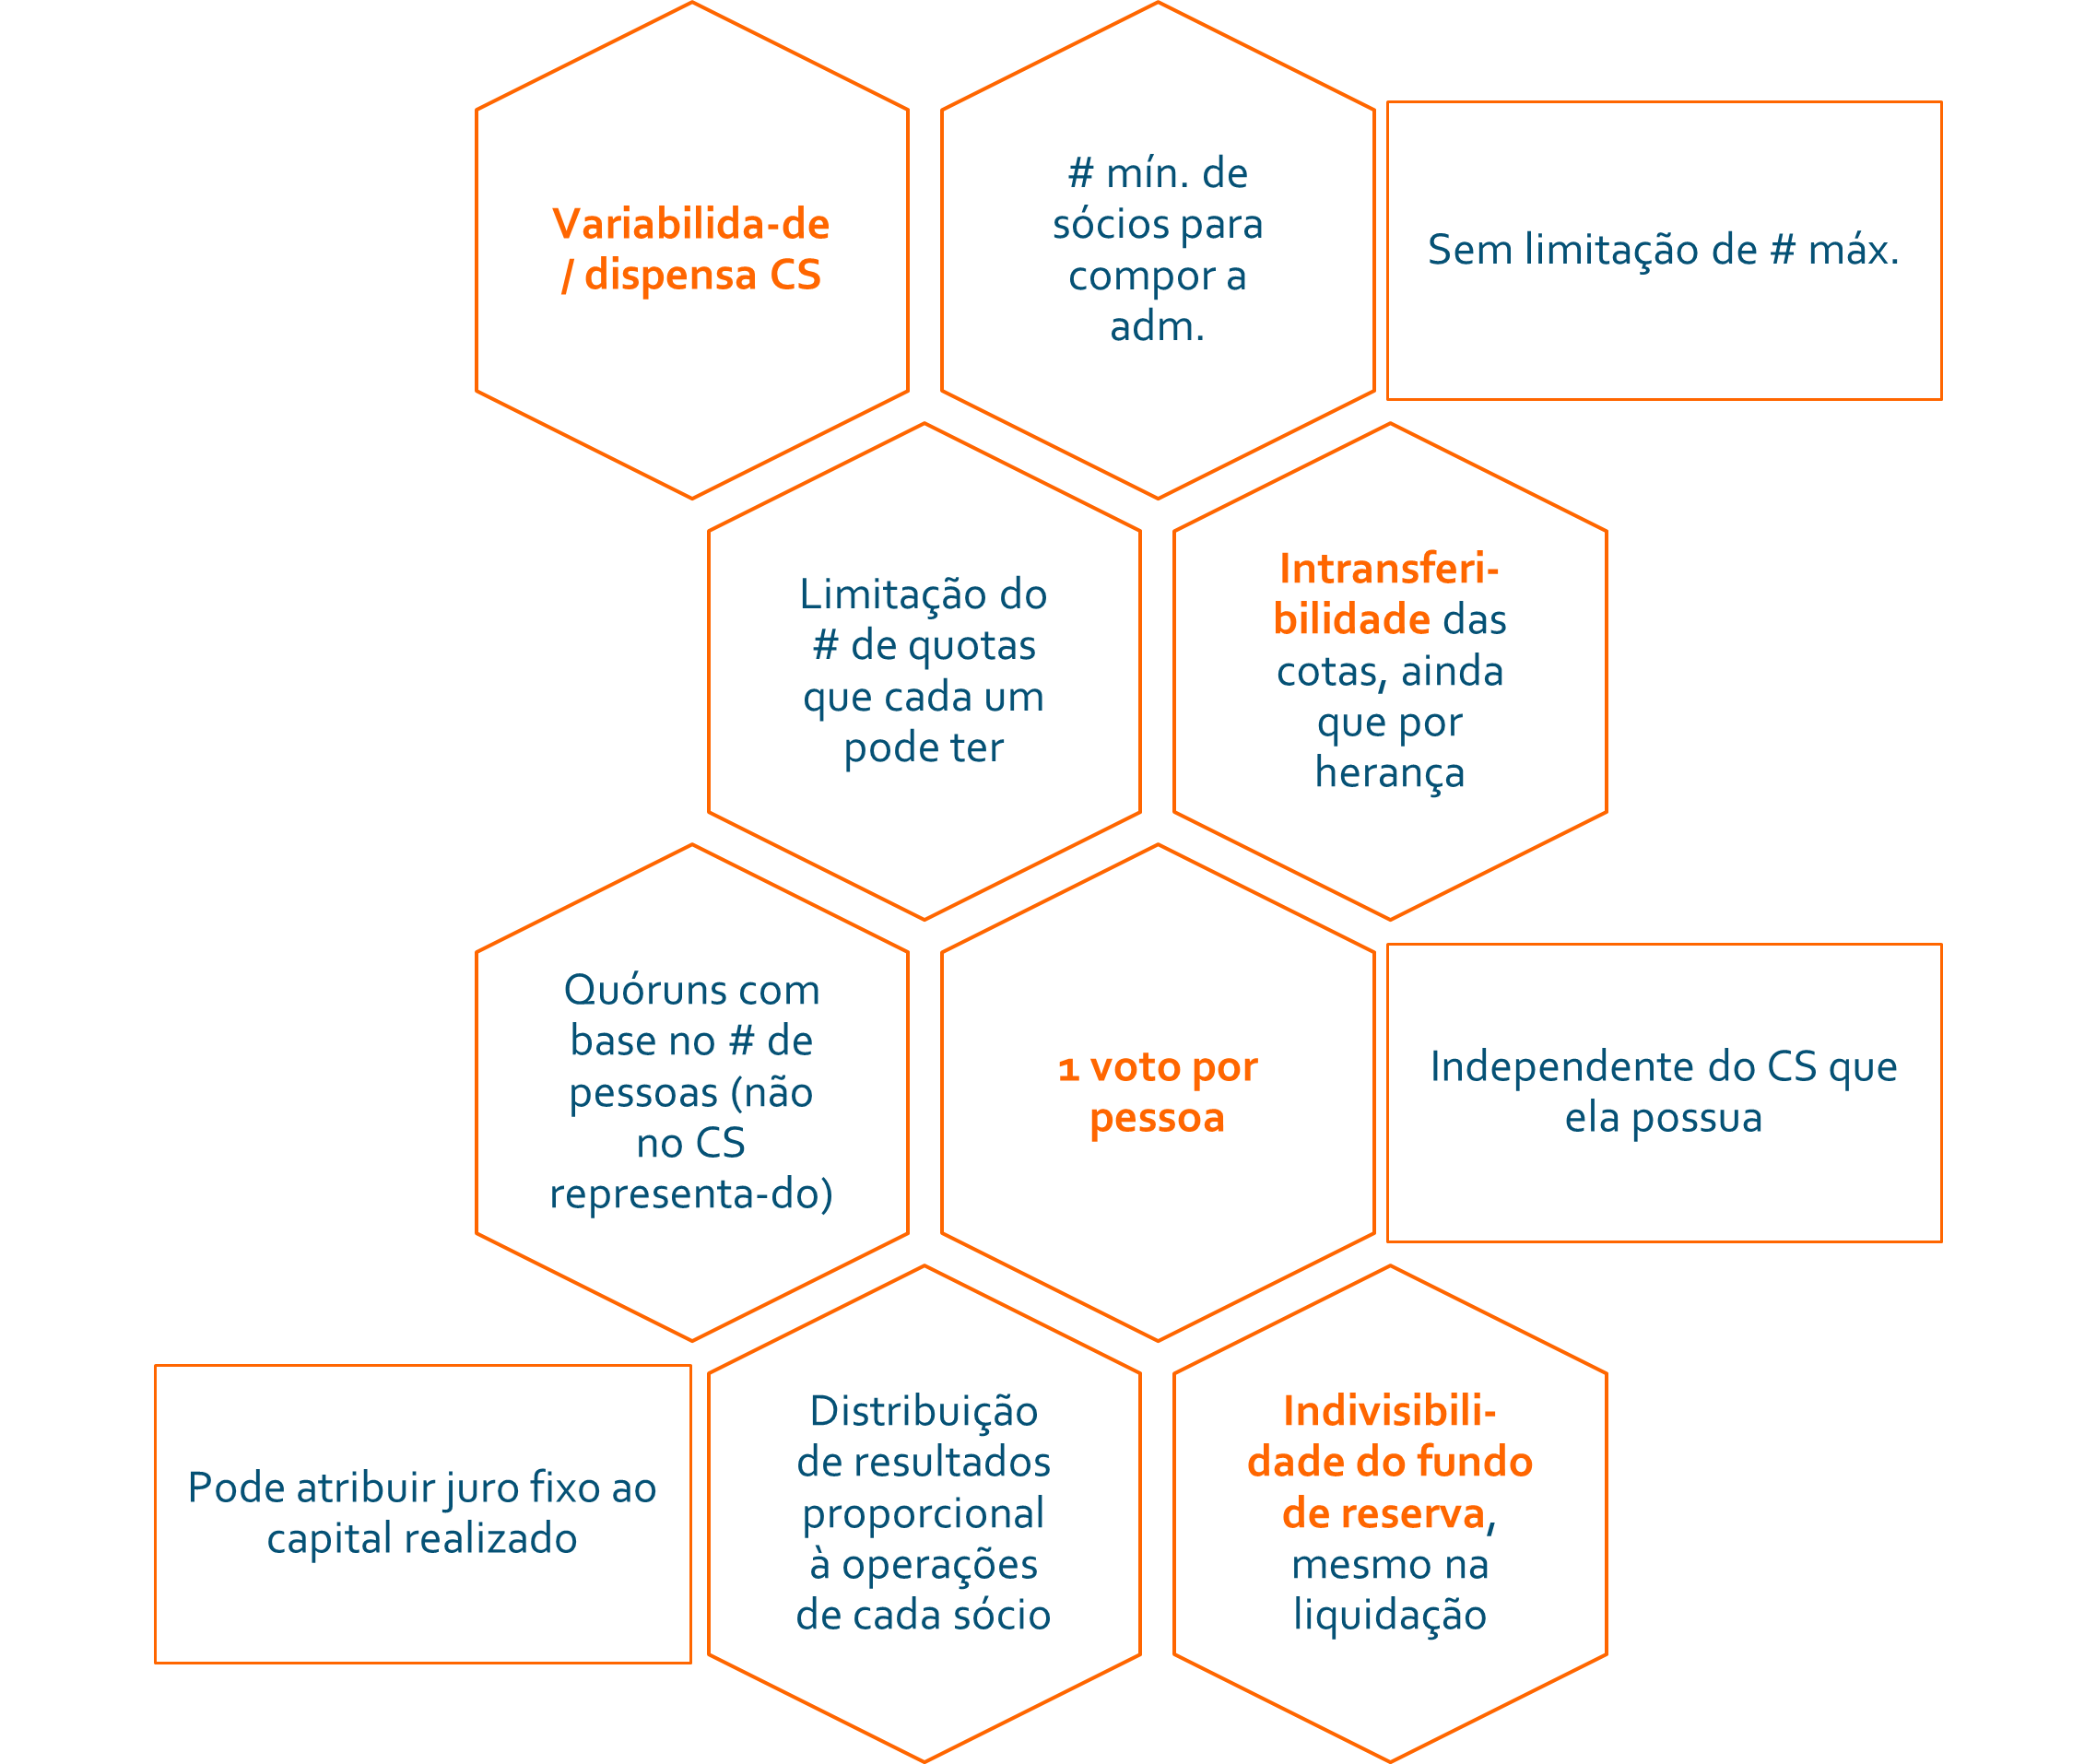 Variabilida-de
/ dispensa CS
# mín. de
sócios para
compor a
adm.
Sem limitação de # máx.
Limitação do
# de quotas
que cada um
pode ter
Intransferi-
bilidade das
cotas, ainda
que por
herança
Quóruns com
base no # de
pessoas (não
no CS
representa-do)
1 voto por
pessoa
Independente do CS que
ela possua
Pode atribuir juro fixo ao
capital realizado
Distribuição
de resultados
proporcional
à operações
de cada sócio
Indivisibili-
dade do fundo
de reserva,
mesmo na
liquidação